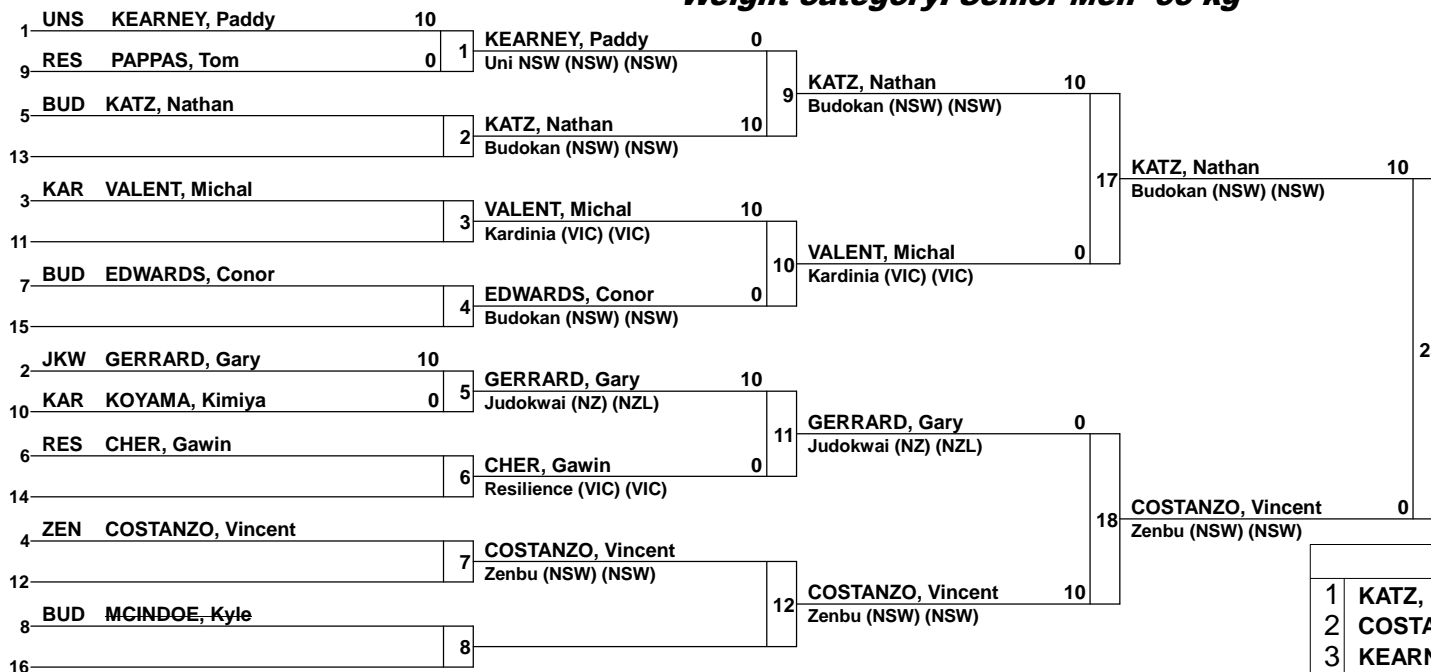 1 UNS KEARNEY, Paddy 10
9 RES PAPPAS, Tom 0
1
5 BUD KATZ, Nathan
13
2
3 KAR VALENT, Michal
11
3
7 BUD EDWARDS, Conor
15
4
2 JKW GERRARD, Gary 10
10 KAR KOYAMA, Kimiya 0
5
6 RES CHER, Gawin
14
6
4 ZEN COSTANZO, Vincent
12
7
8 BUD MCINDOE, Kyle
16
8
KEARNEY, Paddy 0
Uni NSW (NSW) (NSW)
9
KATZ, Nathan 10
Budokan (NSW) (NSW)
VALENT, Michal 10
Kardinia (VIC) (VIC)
10
EDWARDS, Conor 0
Budokan (NSW) (NSW)
GERRARD, Gary 10
Judokwai (NZ) (NZL)
11
CHER, Gawin 0
Resilience (VIC) (VIC)
COSTANZO, Vincent
Zenbu (NSW) (NSW)
12
KATZ, Nathan 10
Budokan (NSW) (NSW)
17
VALENT, Michal 0
Kardinia (VIC) (VIC)
GERRARD, Gary 0
Judokwai (NZ) (NZL)
18
COSTANZO, Vincent 10
Zenbu (NSW) (NSW)
KATZ, Nathan 10
Budokan (NSW) (NSW)
2
COSTANZO, Vincent 0
Zenbu (NSW) (NSW)
1 KATZ,
2 COSTA
3 KEARN